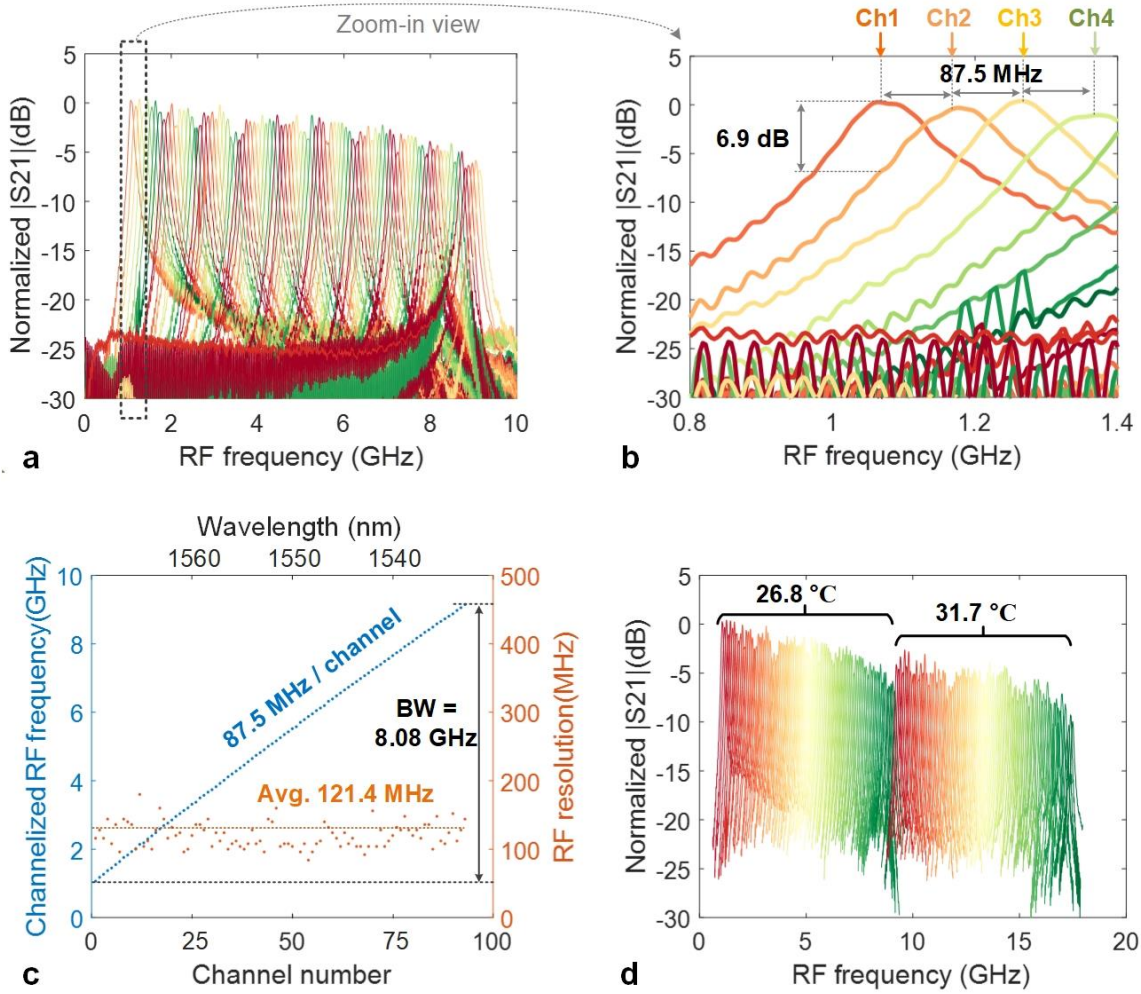 Zoom-in view
Ch1 Ch2 Ch3 Ch4
Normalized |S21|(dB)
5
0
-5
-10
-15
-20
-25
-30
0 2 4 6 8 10
RF frequency (GHz)
a
Normalized |S21|(dB)
5
0
-5
-10
-15
-20
-25
-30
87.5 MHz
6.9 dB
0.8 1 1.2 1.4
RF frequency (GHz)
b
Wavelength (nm)
1560 1550 1540
Channelized RF frequency(GHz)
10
8
6
4
2
0
87.5 MHz / channel
BW =
8.08 GHz
Avg. 121.4 MHz
500
400
300
200
100
0
RF resolution(MHz)
0 25 50 75 100
Channel number
c
Normalized |S21|(dB)
5
0
-5
-10
-15
-20
-25
-30
26.8 °C
31.7 °C
0 5 10 15 20
RF frequency (GHz)
d